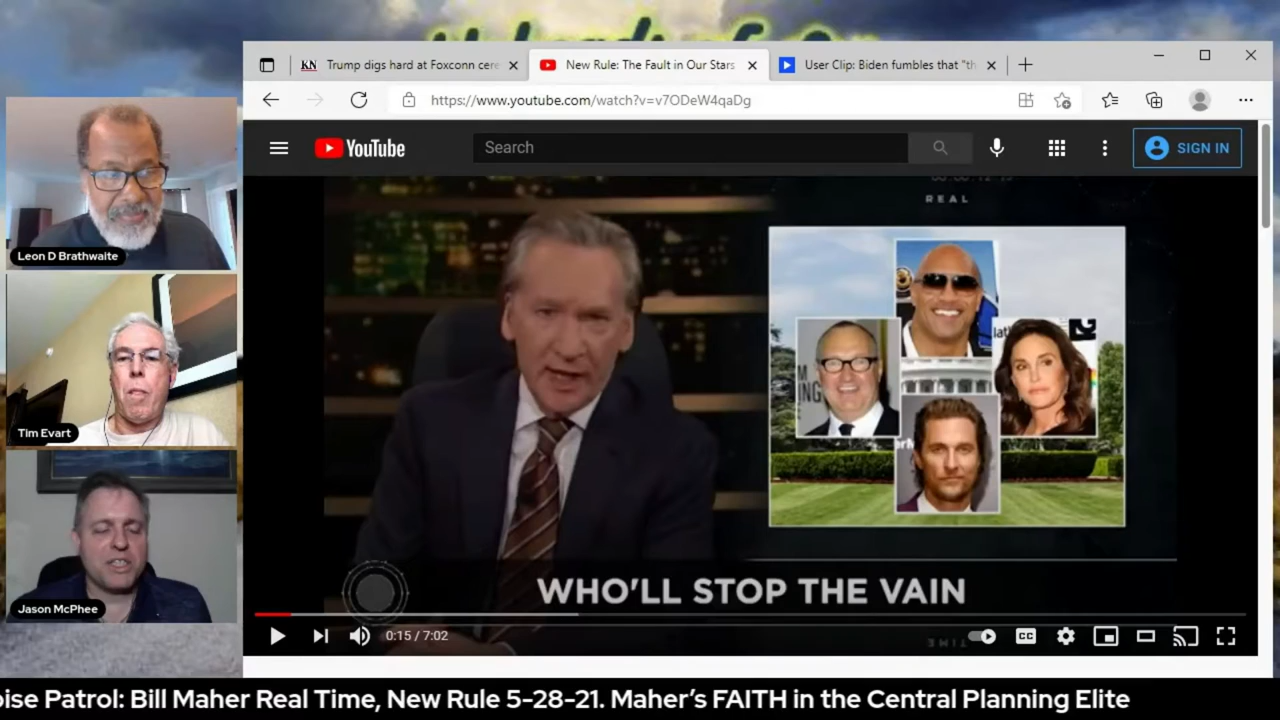 Trump digs hard at Foxconn cere
New Rule: The Fault in Our Stars
User Clip: Biden fumbles that "th
https://www.youtube.com/watch?v=v7ODeW4qaDg
YouTube
Search
SIGN IN
REAL
Leon D Brathwaite
Tim Evart
Jason McPhee
WHO'LL STOP THE VAIN
0:15 / 7:02
CC
TIME
oise Patrol: Bill Maher Real Time, New Rule 5-28-21. Maher's FAITH in the Central Planning Elite